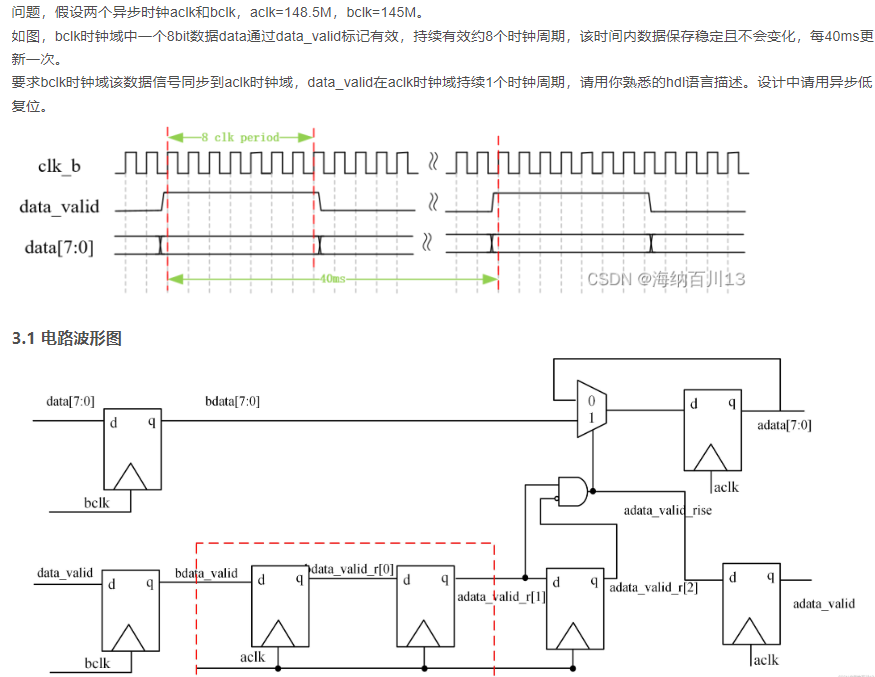 问题，假设两个异步时钟aclk和bclk，aclk=148.5M，bclk=145M。
如图，bclk时钟域中一个8bit数据data通过data_valid标记有效，持续有效约8个时钟周期，该时间内数据保存稳定且不会变化，每40ms更
新一次。
要求bclk时钟域该数据信号同步到aclk时钟域，data_valid在aclk时钟域持续1个时钟周期，请用你熟悉的hdl语言描述。设计中请用异步低
复位。
8 clk period
clk_b
data_valid
data[7:0]
40ms
CSDN @海纳百川13
3.1 电路波形图
data[7:0]
bdata[7:0]
d q
0
1
d q
adata[7:0]
bclk
aclk
adata_valid_rise
data_valid
d q
bdata_valid
d q
bdata_valid_r[0]
d q
adata_valid_r[1]
d q
adata_valid_r[2]
d q
adata_valid
bclk
aclk
aclk